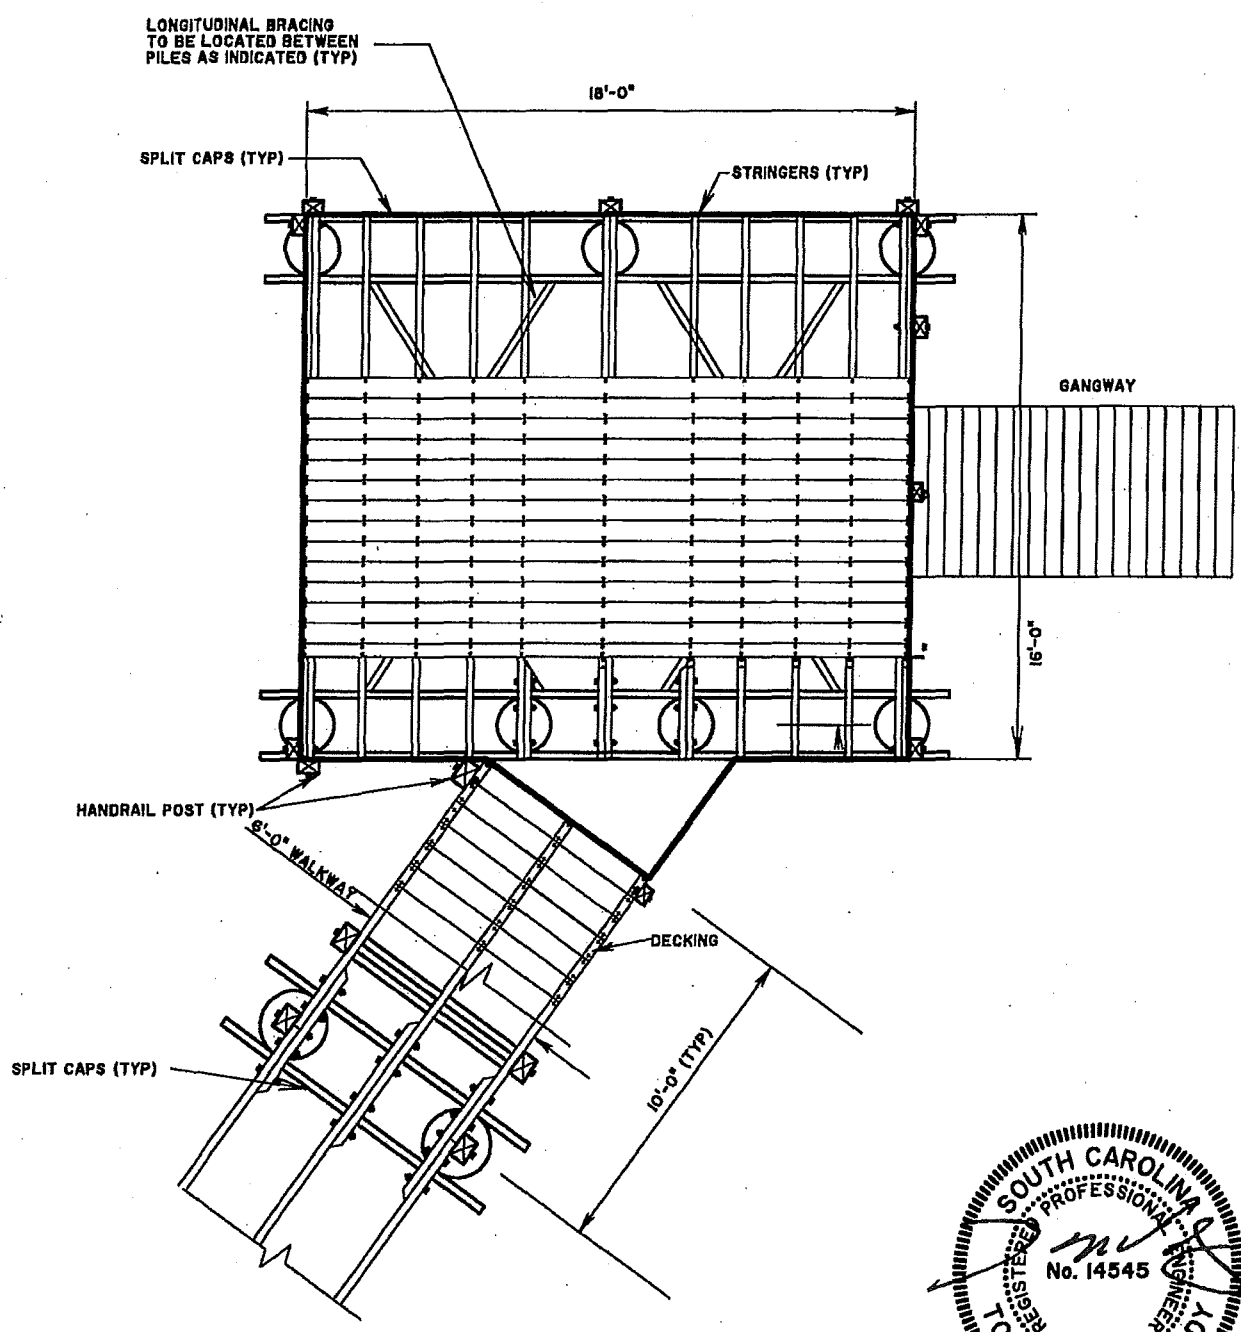 LONGITUDINAL BRACING
TO BE LOCATED BETWEEN
PILES AS INDICATED (TYP)
18'-0"
SPLIT CAPS (TYP)
STRINGERS (TYP)
GANGWAY
16'-0"
HANDRAIL POST (TYP)
6'-0" WALKWAY
DECKING
SPLIT CAPS (TYP)
10'-0" (TYP)
SOUTH CAROLINA
REGISTERED PROFESSIONAL ENGINEER
No. 14545